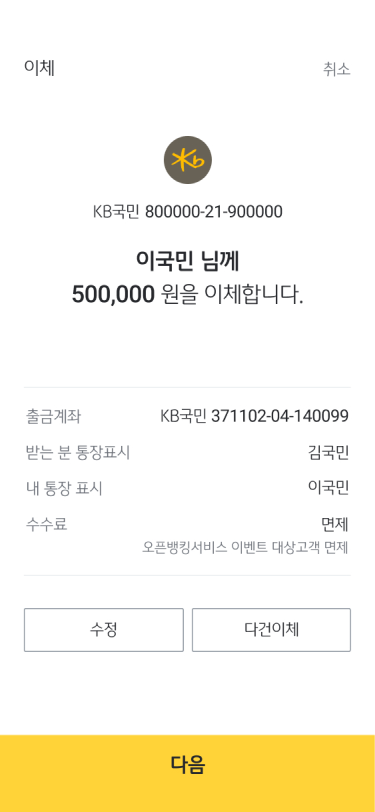 이체 취소
KB국민 800000-21-900000
이국민 님께
500,000 원을 이체합니다.
출금계좌 KB국민 371102-04-140099
받는 분 통장표시 김국민
내 통장 표시 이국민
수수료 면제
오픈뱅킹서비스 이벤트 대상고객 면제
수정 다건이체
다음